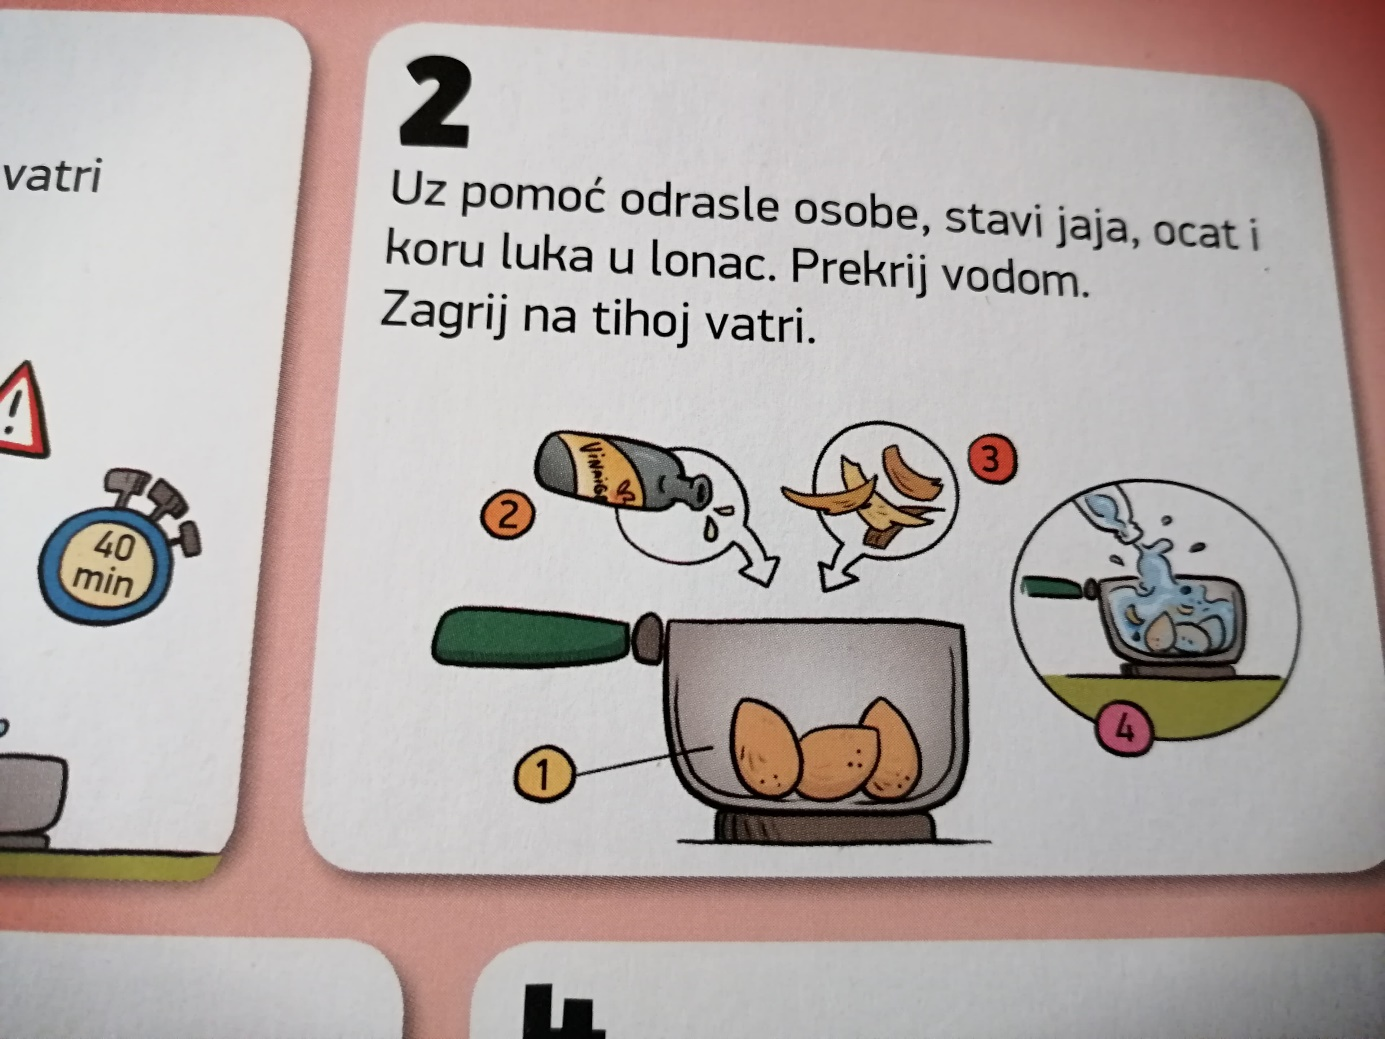 vatri
40
min
2
Uz pomoć odrasle osobe, stavi jaja, ocat i
koru luka u lonac. Prekrij vodom.
Zagrij na tihoj vatri.
2
3
1
4
4